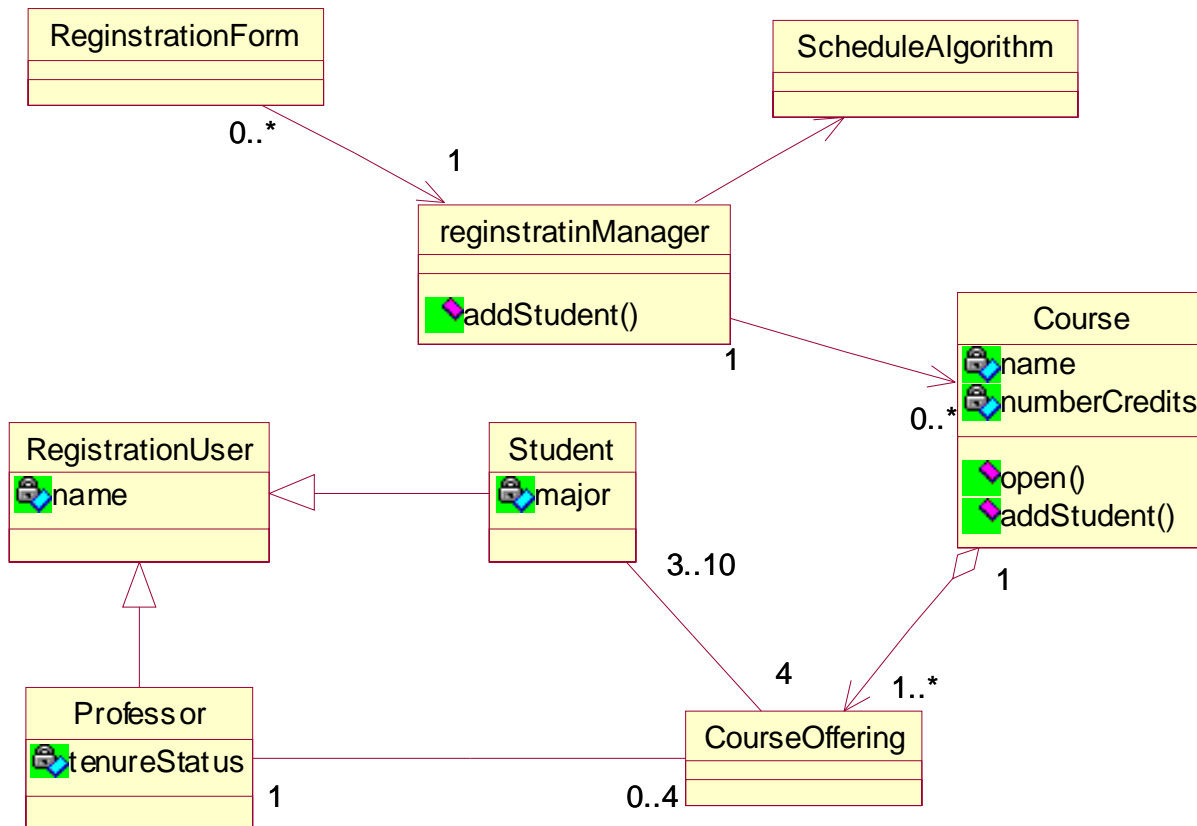 ReginstrationForm
ScheduleAlgorithm
0..*
1
reginstratinManager
addStudent()
1
Course
name
numberCredits
open()
addStudent()
0..*
1
RegistrationUser
name
Student
major
3..10
4
1..*
Professor
tenureStatus
1
0..4
CourseOffering